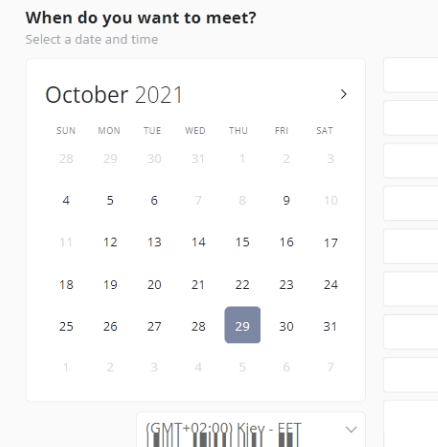 When do you want to meet?
Select a date and time
October 2021
SUN MON TUE WED THU FRI SAT
28 29 30 31 1 2 3
4 5 6 7 8 9 10
11 12 13 14 15 16 17
18 19 20 21 22 23 24
25 26 27 28 29 30 31
1 2 3 4 5 6 7
(GMT+02:00) Kiev - EET